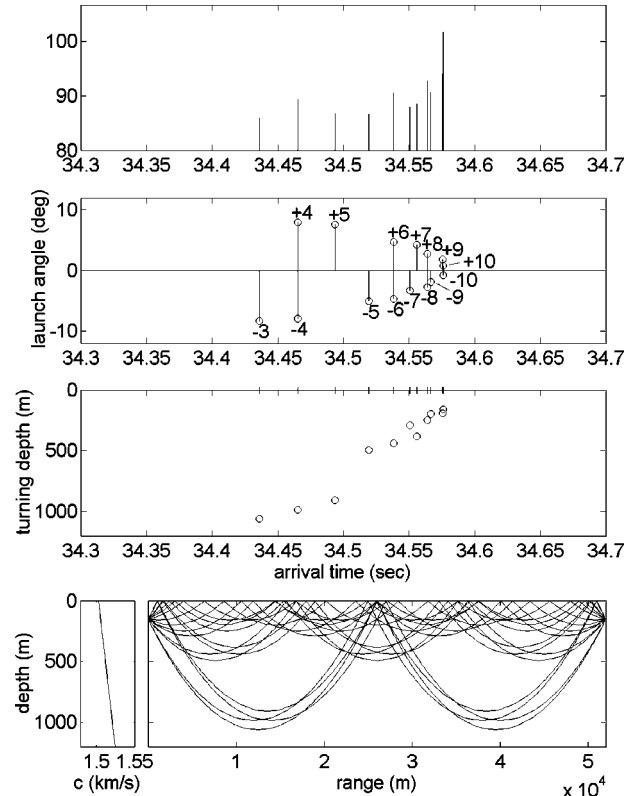 100
90
80
34.3 34.35 34.4 34.45 34.5 34.55 34.6 34.65 34.7
launch angle (deg)
10
0
-10
+4 +5 +6 +7 +8 +9 +10
-3 -4 -5 -6 -7 -8 -9 -10
34.3 34.35 34.4 34.45 34.5 34.55 34.6 34.65 34.7
turning depth (m)
0
500
1000
34.3 34.35 34.4 34.45 34.5 34.55 34.6 34.65 34.7
arrival time (sec)
depth (m)
0
500
1000
1.5 1.55
c (km/s)
1 2 3 4 5
range (m)
x 10⁴